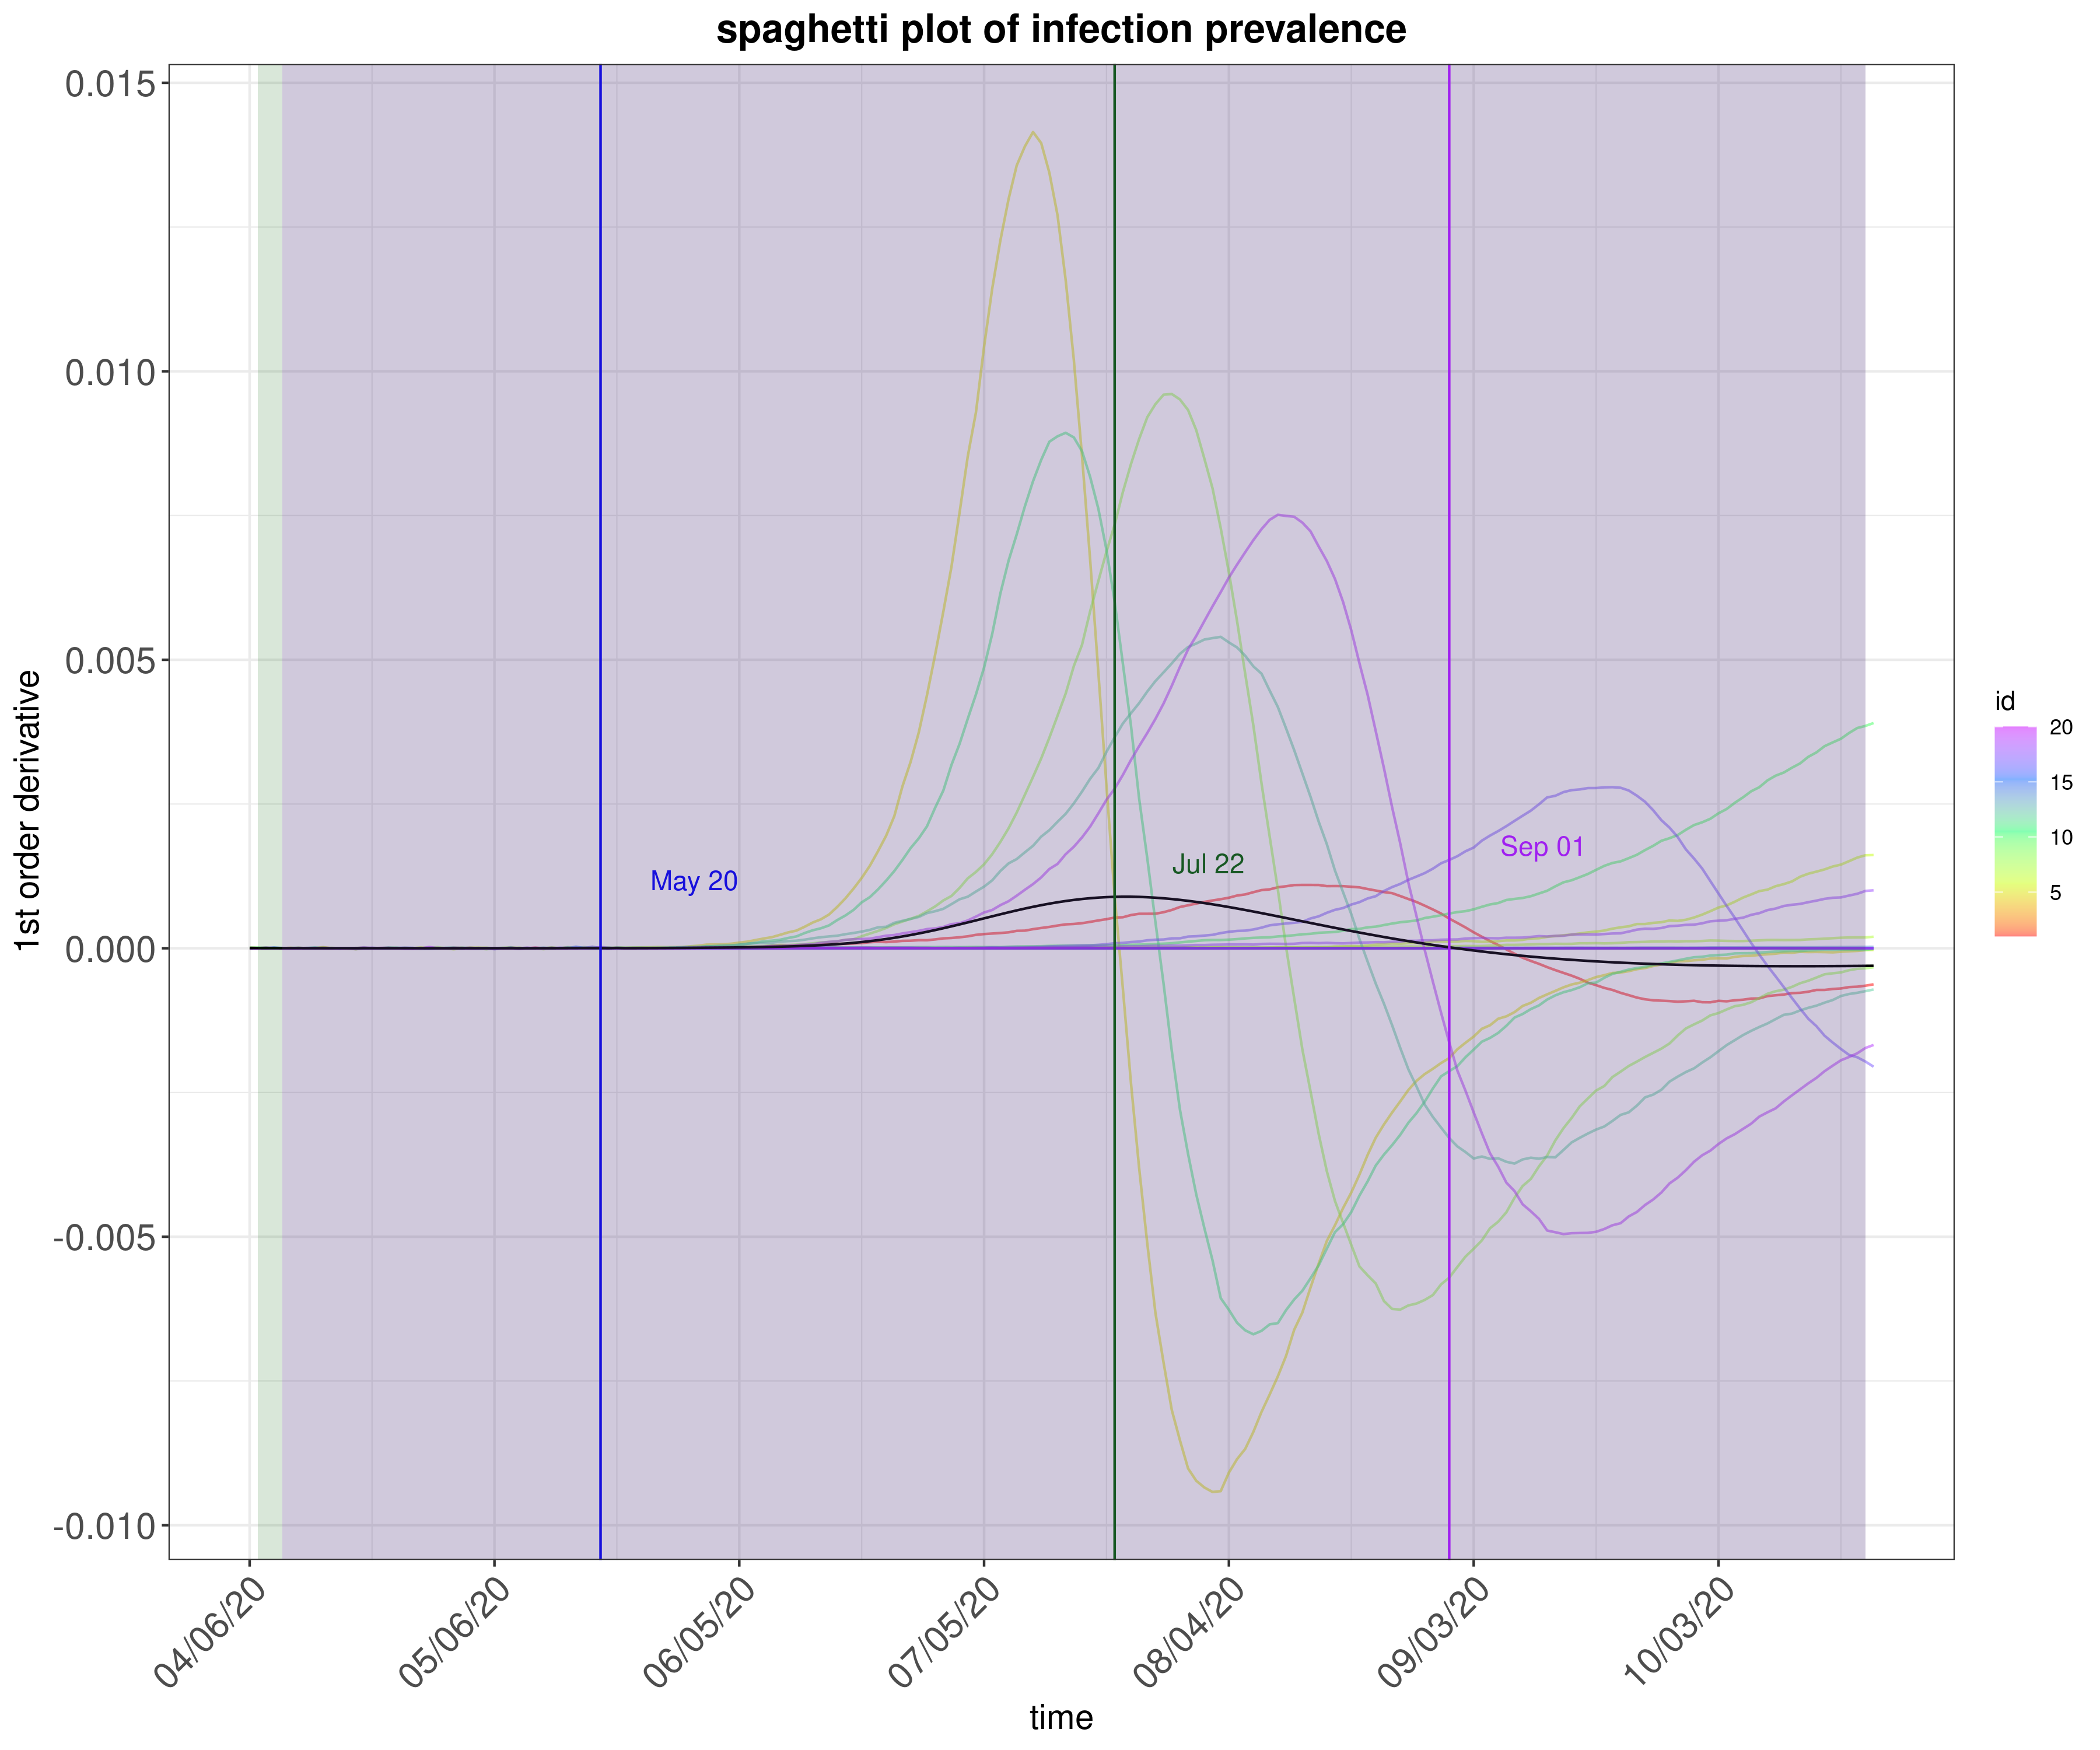 spaghetti plot of infection prevalence
1st order derivative
0.015
0.010
0.005
0.000
-0.005
-0.010
May 20
Jul 22
Sep 01
04/06/20
05/06/20
06/05/20
07/05/20
08/04/20
09/03/20
10/03/20
time
id
20
15
10
5